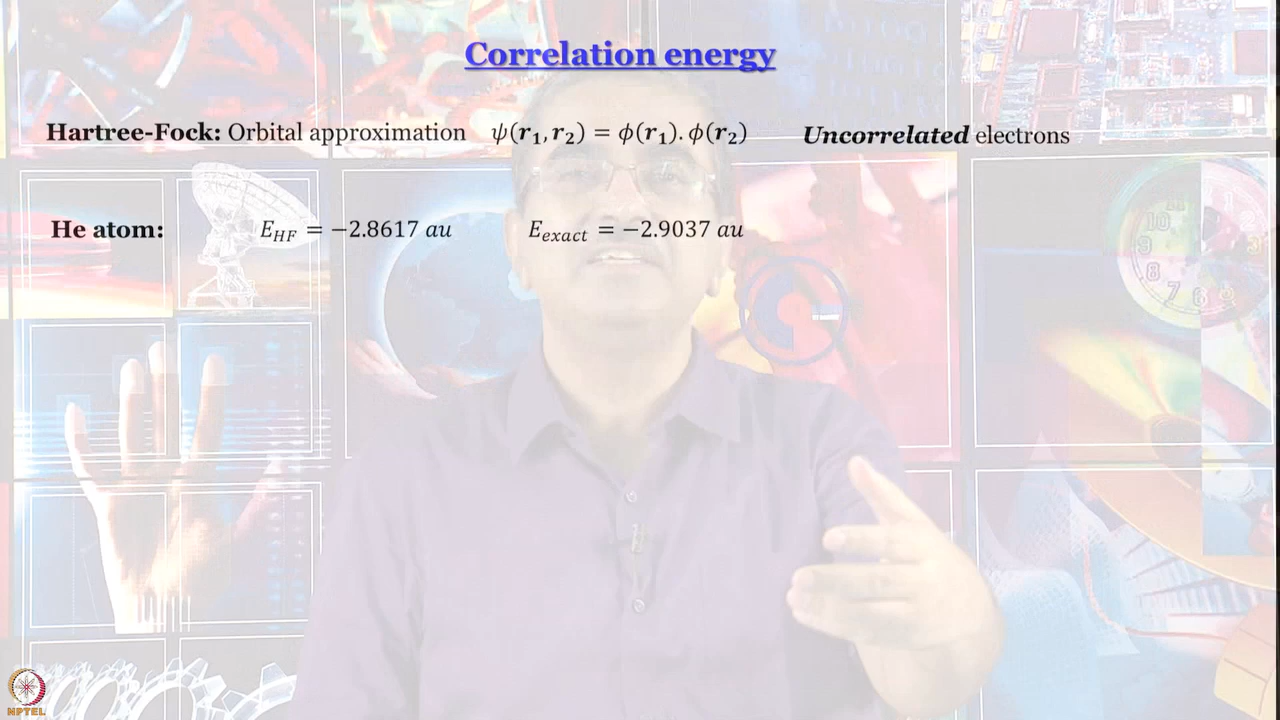 Correlation energy
Hartree-Fock: Orbital approximation ψ(r₁, r₂) = ϕ(r₁). ϕ(r₂) Uncorrelated electrons
He atom: E_HF = −2.8617 au E_exact = −2.9037 au
NPTEL